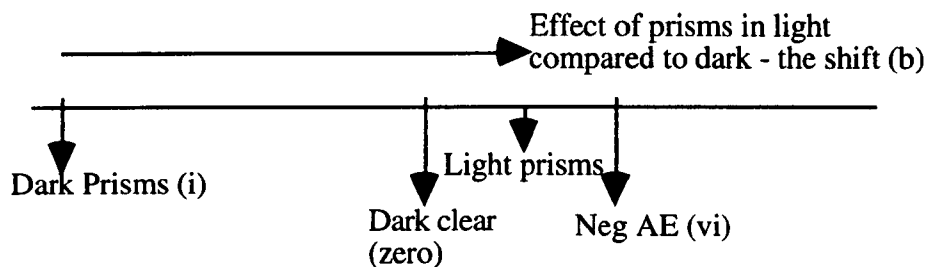 Effect of prisms in light
compared to dark - the shift (b)
Light prisms
Dark Prisms (i)
Dark clear
(zero)
Neg AE (vi)